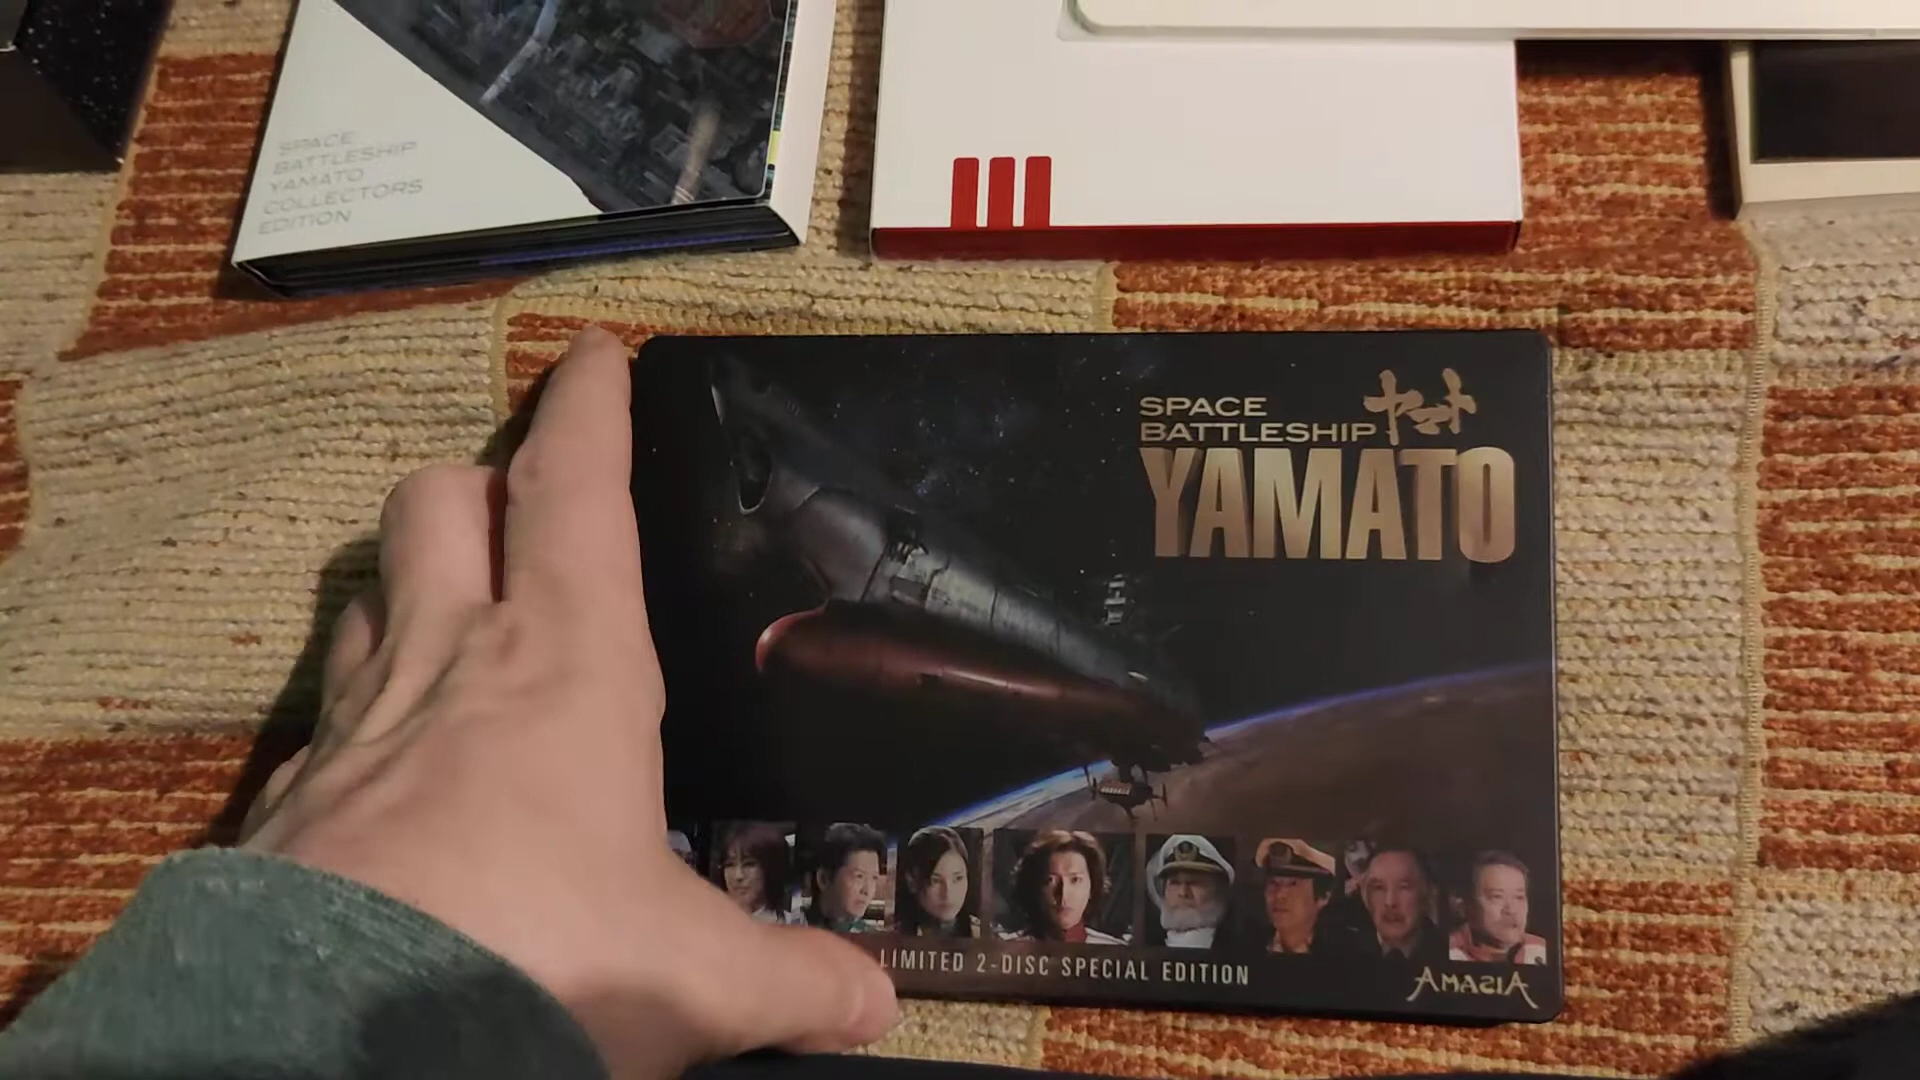 SPACE
BATTLESHIP
YAMATO
COLLECTORS
EDITION
SPACE
BATTLESHIP
ヤマト
YAMATO
LIMITED 2-DISC SPECIAL EDITION
AMASIA